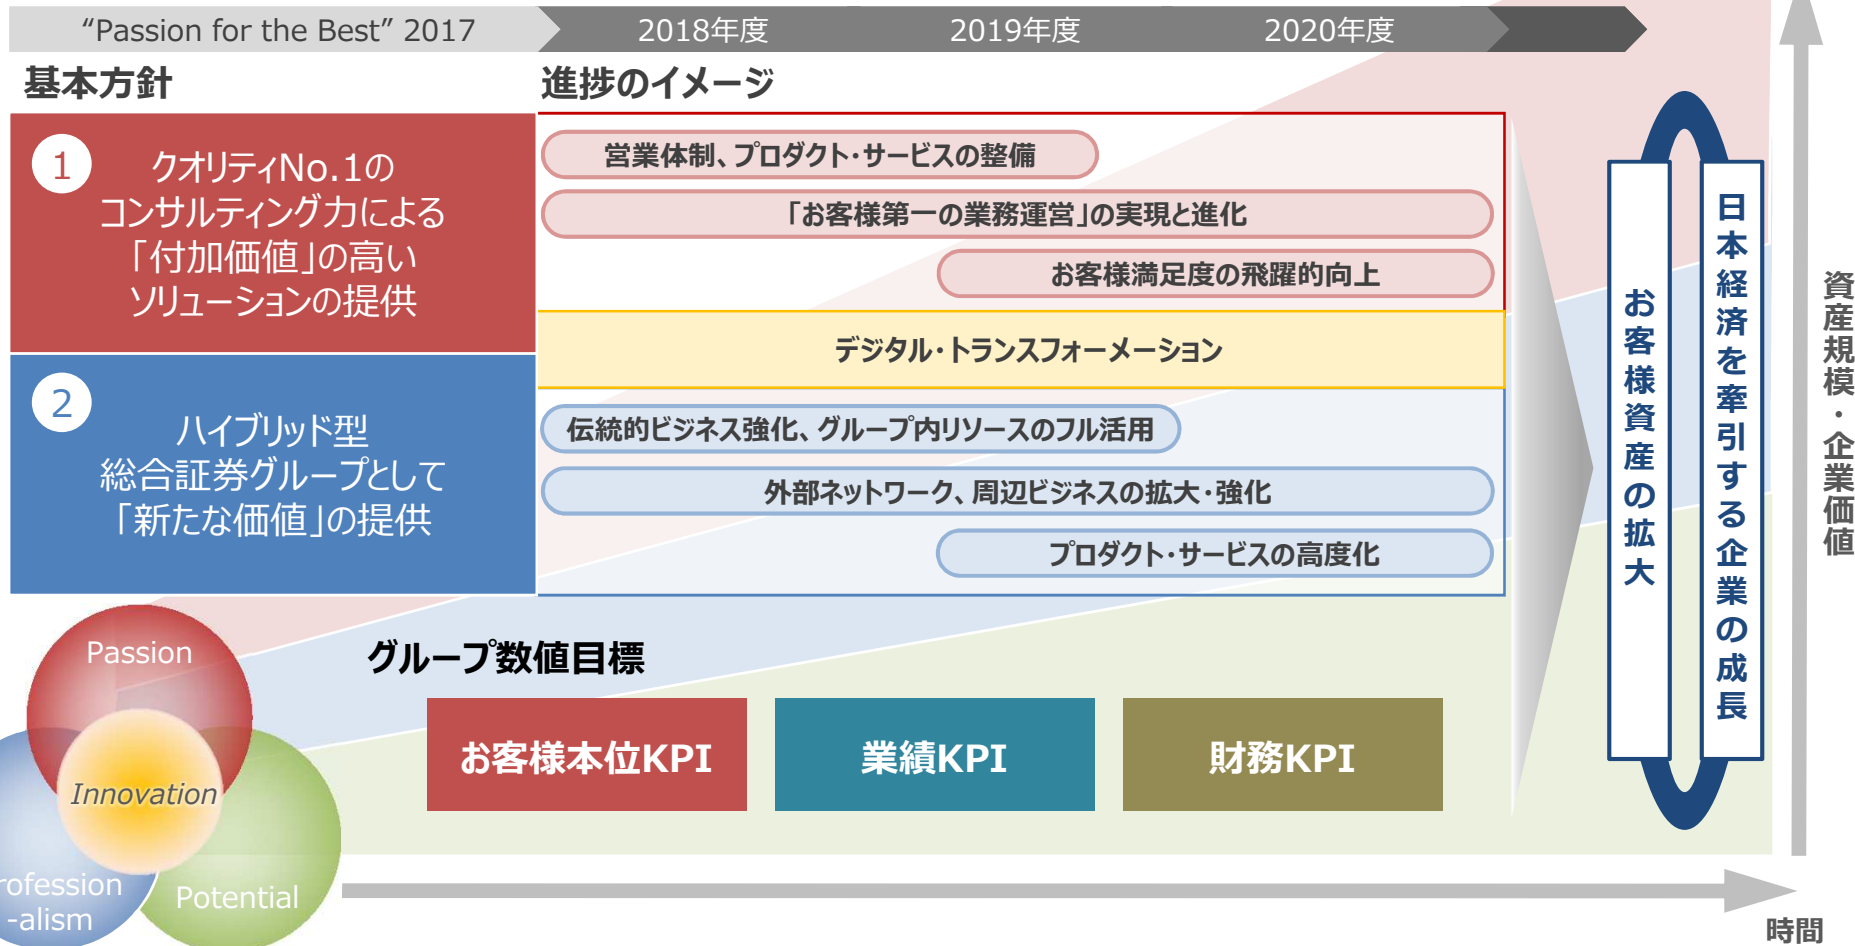 “Passion for the Best” 2017
2018年度
2019年度
2020年度
基本方針
進捗のイメージ
1
クオリティNo.1の
コンサルティング力による
「付加価値」の高い
ソリューションの提供
営業体制、プロダクト・サービスの整備
「お客様第一の業務運営」の実現と進化
お客様満足度の飛躍的向上
デジタル・トランスフォーメーション
2
ハイブリッド型
総合証券グループとして
「新たな価値」の提供
伝統的ビジネス強化、グループ内リソースのフル活用
外部ネットワーク、周辺ビジネスの拡大・強化
プロダクト・サービスの高度化
お客様資産の拡大
日本経済を牽引する企業の成長
資産規模・企業価値
グループ数値目標
お客様本位KPI
業績KPI
財務KPI
Passion
Innovation
rofession
-alism
Potential
時間